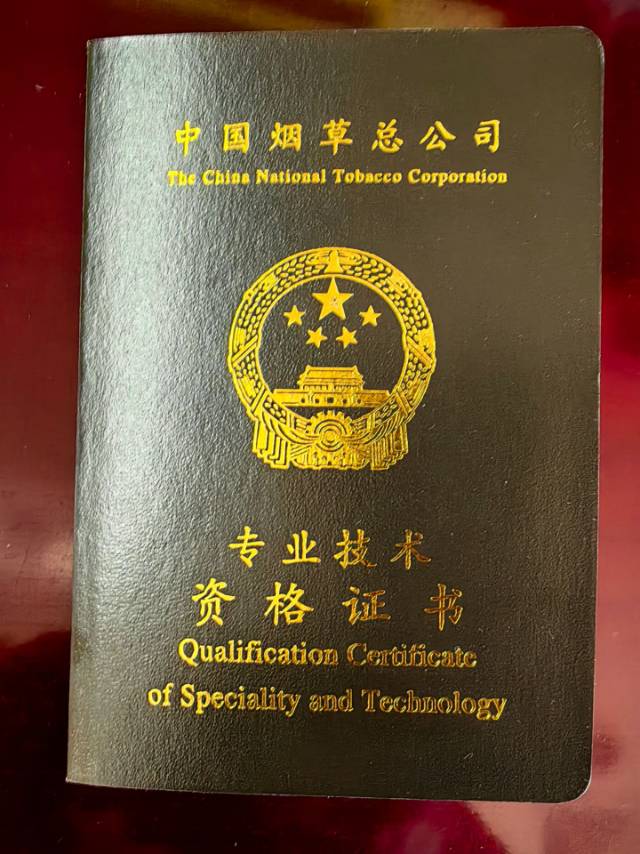 中国烟草总公司
The China National Tobacco Corporation
专业技术
资格证书
Qualification Certificate
of Speciality and Technology